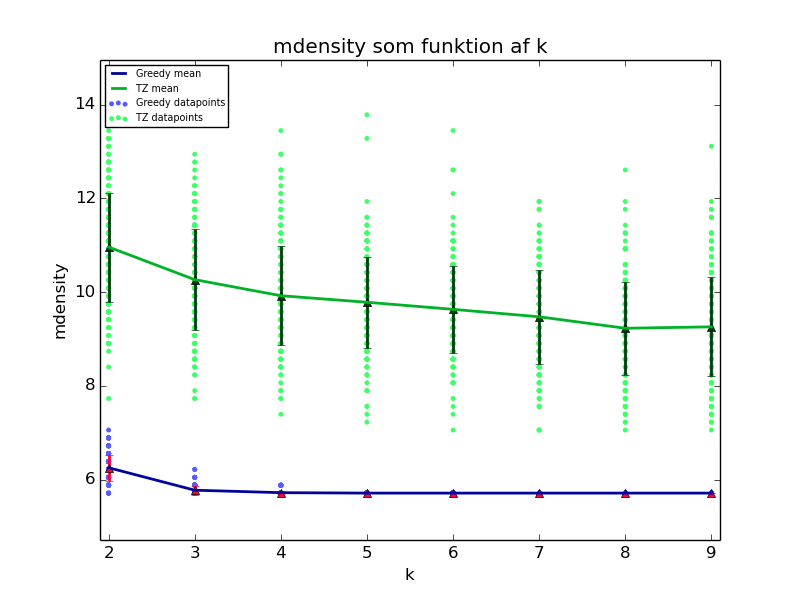 mdensity som funktion af k
Greedy mean
TZ mean
Greedy datapoints
TZ datapoints
14
12
10
8
6
mdensity
2 3 4 5 6 7 8 9
k